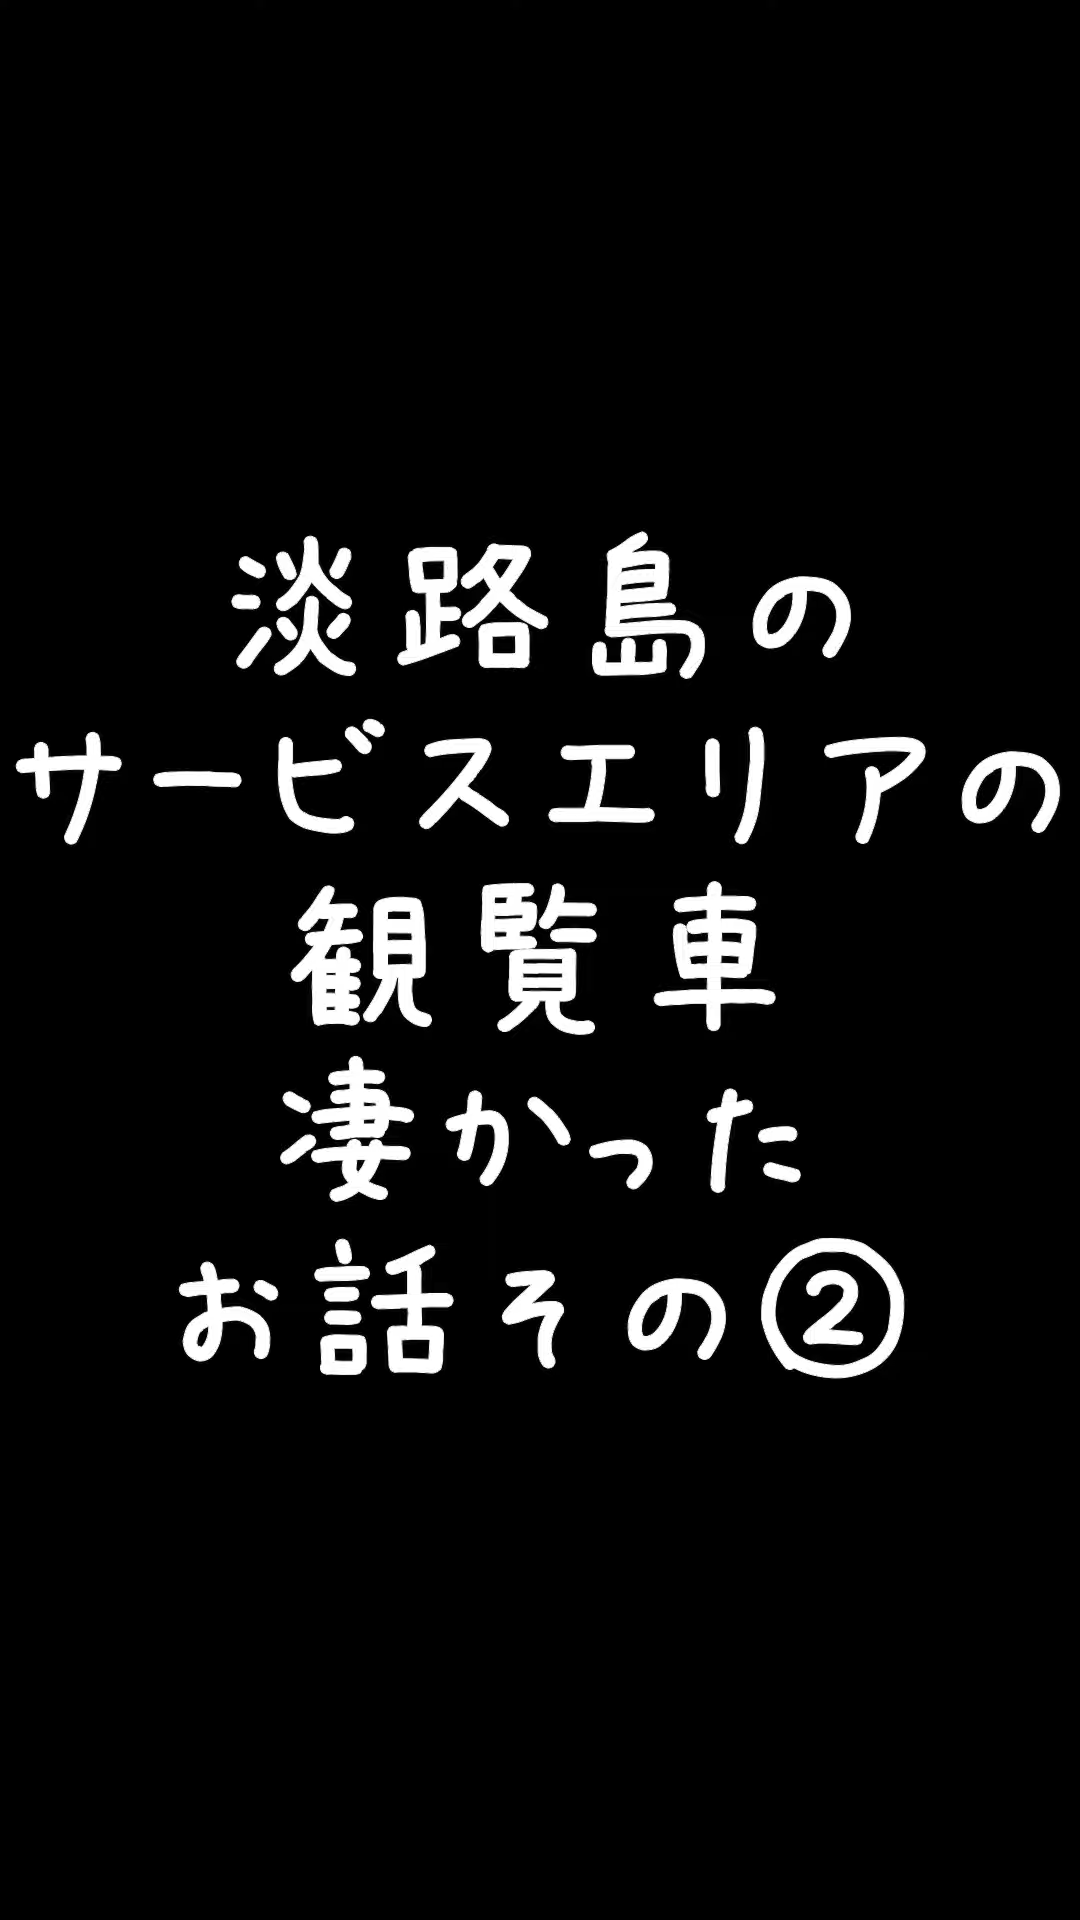 淡路島の
サービスエリアの
観覧車
凄かった
お話その②